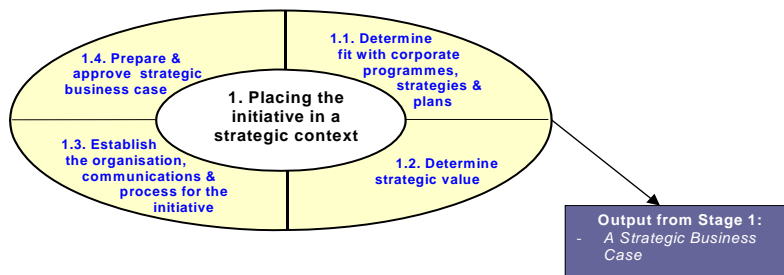 1.4. Prepare &
approve strategic
business case
1.1. Determine
fit with corporate
programmes,
strategies &
plans
1. Placing the
initiative in a
strategic context
1.3. Establish
the organisation,
communications &
process for the
initiative
1.2. Determine
strategic value
Output from Stage 1:
- A Strategic Business
Case